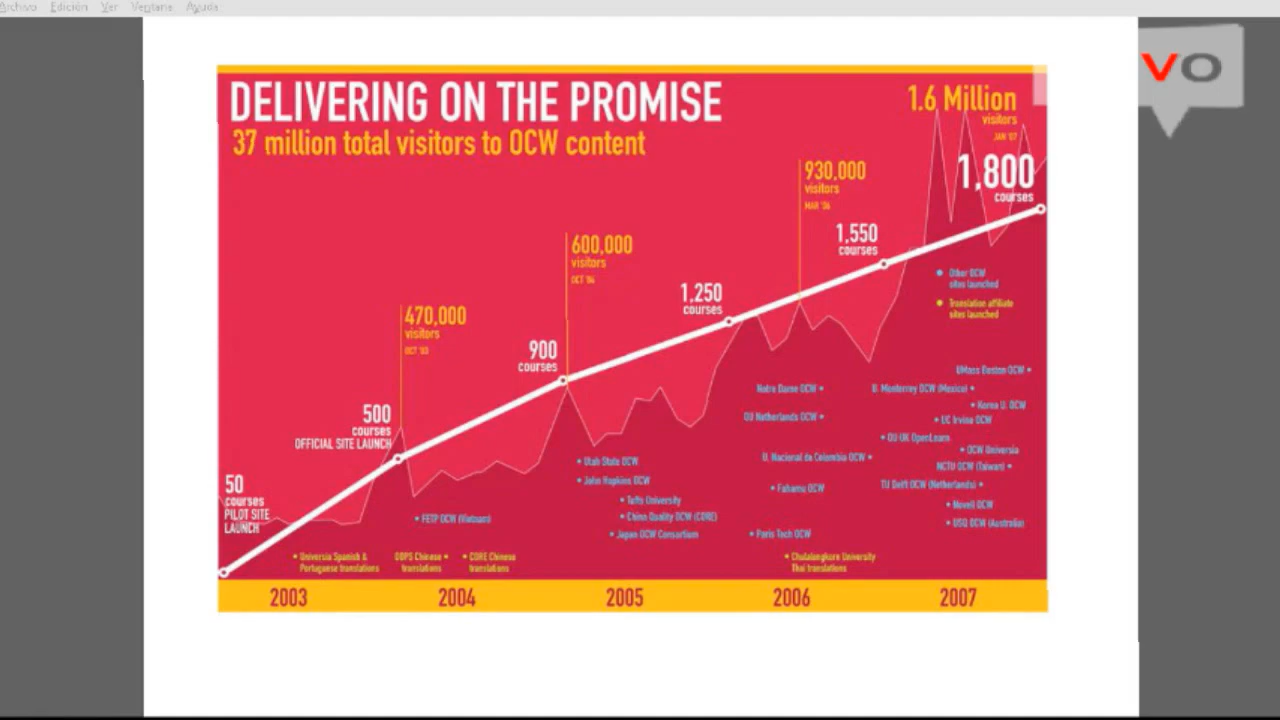 Archivo Edición Ver Ventana Ayuda
VO
DELIVERING ON THE PROMISE
37 million total visitors to OCW content
1.6 Million
visitors
JAN '07
1,800
courses
930,000
visitors
MAR '06
1,550
courses
600,000
visitors
1,250
courses
470,000
visitors
OCT '03
900
courses
500
courses
OFFICIAL SITE LAUNCH
50
courses
PILOT SITE
LAUNCH
Other OCW
sites launched
Translation affiliate
sites launched
UMass Boston OCW •
Notre Dame OCW •
U. Monterrey OCW (Mexico) •
• Korea U. OCW
OU Netherlands OCW •
• UC Irvine OCW
• OU UK OpenLearn
• OCW Universia
U. Nacional de Colombia OCW •
• Utah State OCW
NCTU OCW (Taiwan) •
• John Hopkins OCW
TU Delft OCW (Netherlands) •
• Fahamu OCW
• Tufts University
• Novell OCW
• China Quality OCW (CORE)
• FETP OCW (Vietnam)
• USQ OCW (Australia)
• Japan OCW Consortium
• Paris Tech OCW
• Universia Spanish &
Portuguese translations
OOPS Chinese •
translations
• CORE Chinese
translations
• Chulalongkorn University
Thai translations
2003 2004 2005 2006 2007